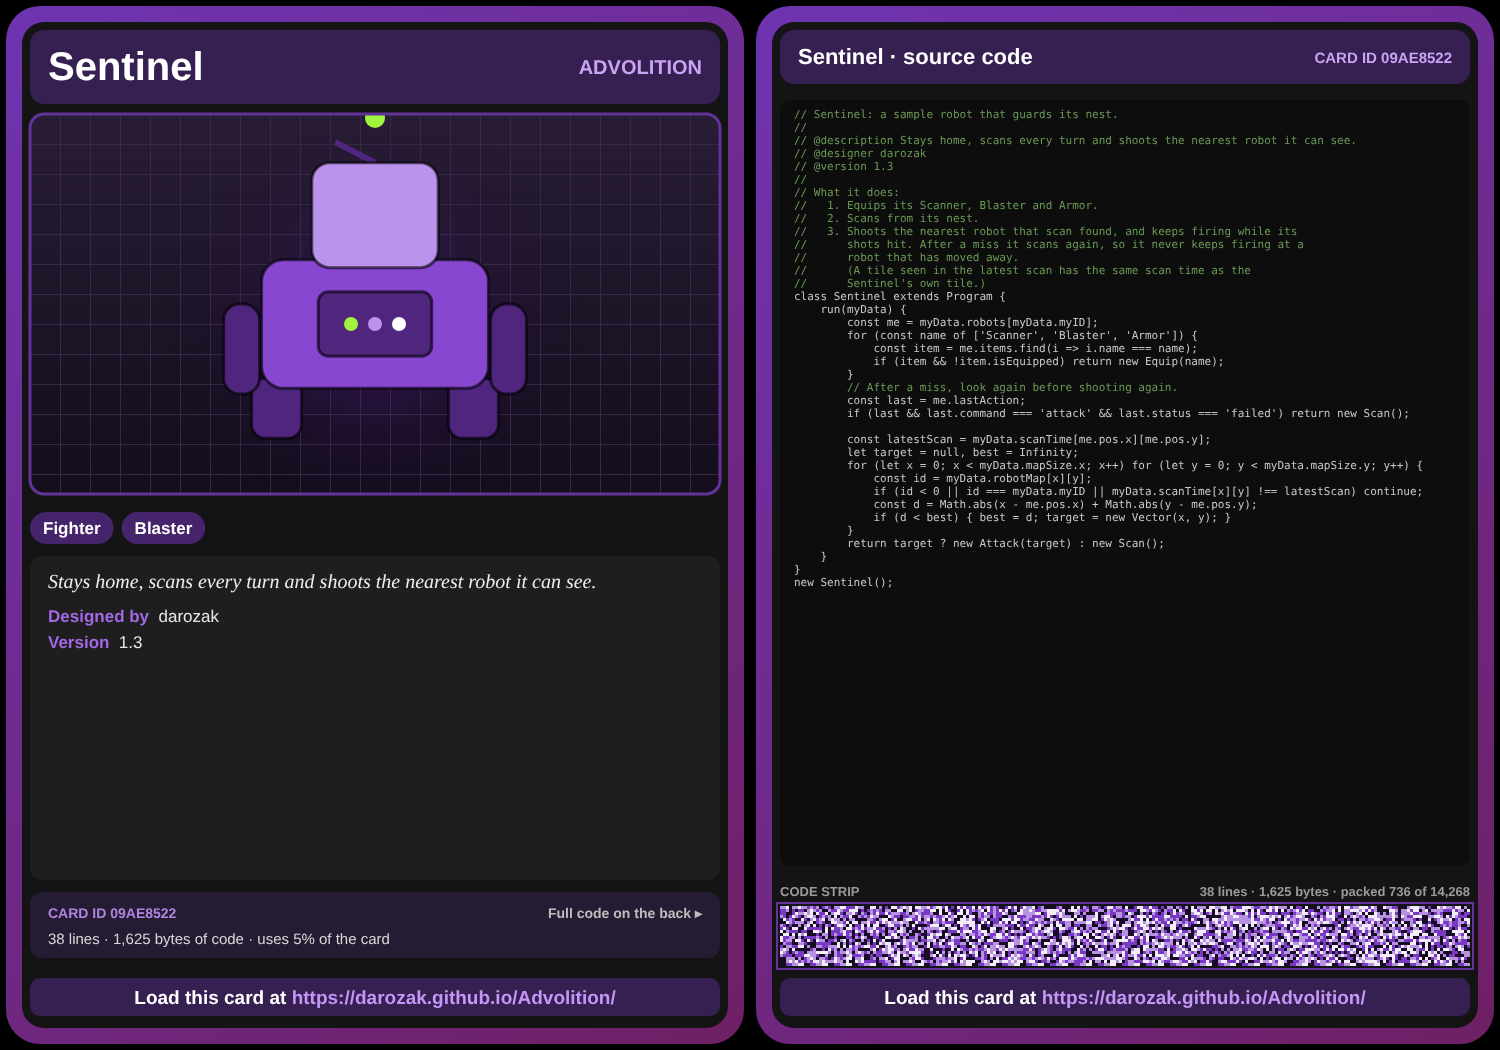 Sentinel
ADVOLITION
Fighter
Blaster
Stays home, scans every turn and shoots the nearest robot it can see.
Designed by darozak
Version 1.3
CARD ID 09AE8522
Full code on the back ▸
38 lines · 1,625 bytes of code · uses 5% of the card
Load this card at https://darozak.github.io/Advolition/
Sentinel · source code
CARD ID 09AE8522
// Sentinel: a sample robot that guards its nest.
//
// @description Stays home, scans every turn and shoots the nearest robot it can see.
// @designer darozak
// @version 1.3
//
// What it does:
//   1. Equips its Scanner, Blaster and Armor.
//   2. Scans from its nest.
//   3. Shoots the nearest robot that scan found, and keeps firing while its
//      shots hit. After a miss it scans again, so it never keeps firing at a
//      robot that has moved away.
//      (A tile seen in the latest scan has the same scan time as the
//      Sentinel's own tile.)
class Sentinel extends Program {
    run(myData) {
        const me = myData.robots[myData.myID];
        for (const name of ['Scanner', 'Blaster', 'Armor']) {
            const item = me.items.find(i => i.name === name);
            if (item && !item.isEquipped) return new Equip(name);
        }
        // After a miss, look again before shooting again.
        const last = me.lastAction;
        if (last && last.command === 'attack' && last.status === 'failed') return new Scan();

        const latestScan = myData.scanTime[me.pos.x][me.pos.y];
        let target = null, best = Infinity;
        for (let x = 0; x < myData.mapSize.x; x++) for (let y = 0; y < myData.mapSize.y; y++) {
            const id = myData.robotMap[x][y];
            if (id < 0 || id === myData.myID || myData.scanTime[x][y] !== latestScan) continue;
            const d = Math.abs(x - me.pos.x) + Math.abs(y - me.pos.y);
            if (d < best) { best = d; target = new Vector(x, y); }
        }
        return target ? new Attack(target) : new Scan();
    }
}
new Sentinel();
CODE STRIP
38 lines · 1,625 bytes · packed 736 of 14,268
Load this card at https://darozak.github.io/Advolition/